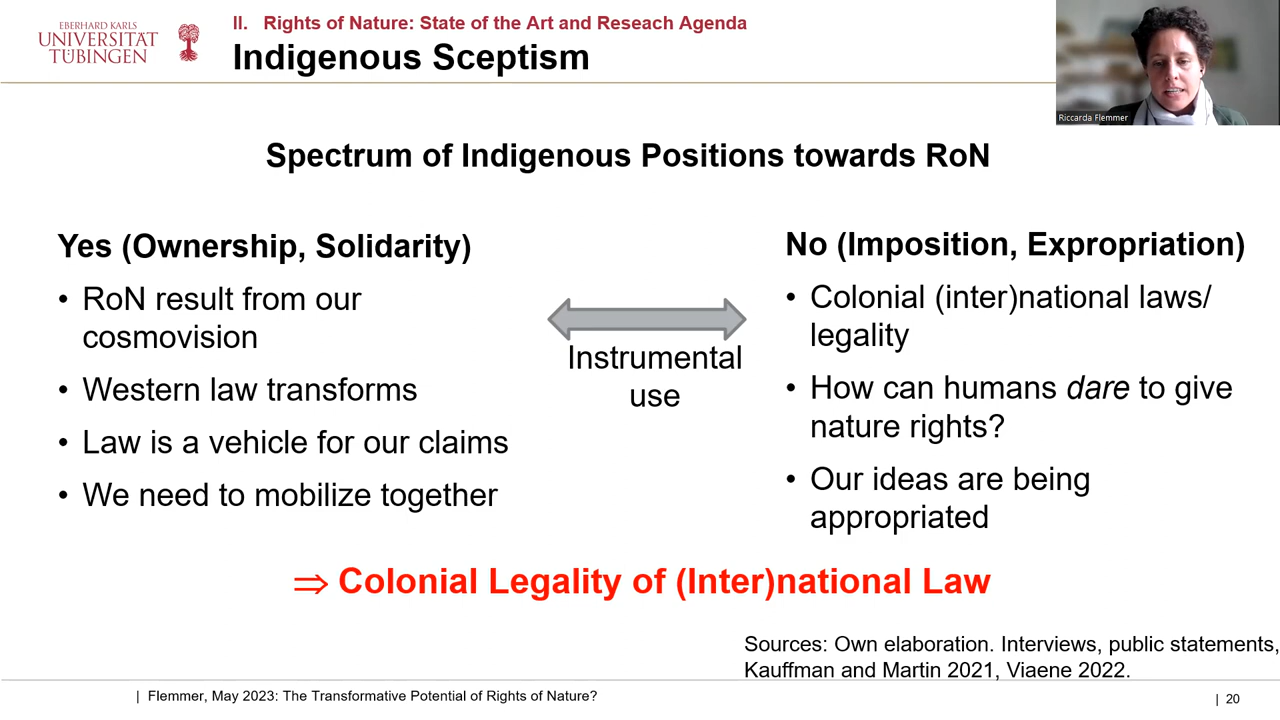 EBERHARD KARLS
UNIVERSITÄT
TÜBINGEN
II. Rights of Nature: State of the Art and Reseach Agenda
Indigenous Sceptism
Riccarda Flemmer
Spectrum of Indigenous Positions towards RoN
Yes (Ownership, Solidarity)
• RoN result from our
cosmovision
• Western law transforms
• Law is a vehicle for our claims
• We need to mobilize together
Instrumental
use
No (Imposition, Expropriation)
• Colonial (inter)national laws/
legality
• How can humans dare to give
nature rights?
• Our ideas are being
appropriated
⇒ Colonial Legality of (Inter)national Law
Sources: Own elaboration. Interviews, public statements,
Kauffman and Martin 2021, Viaene 2022.
| Flemmer, May 2023: The Transformative Potential of Rights of Nature?
| 20